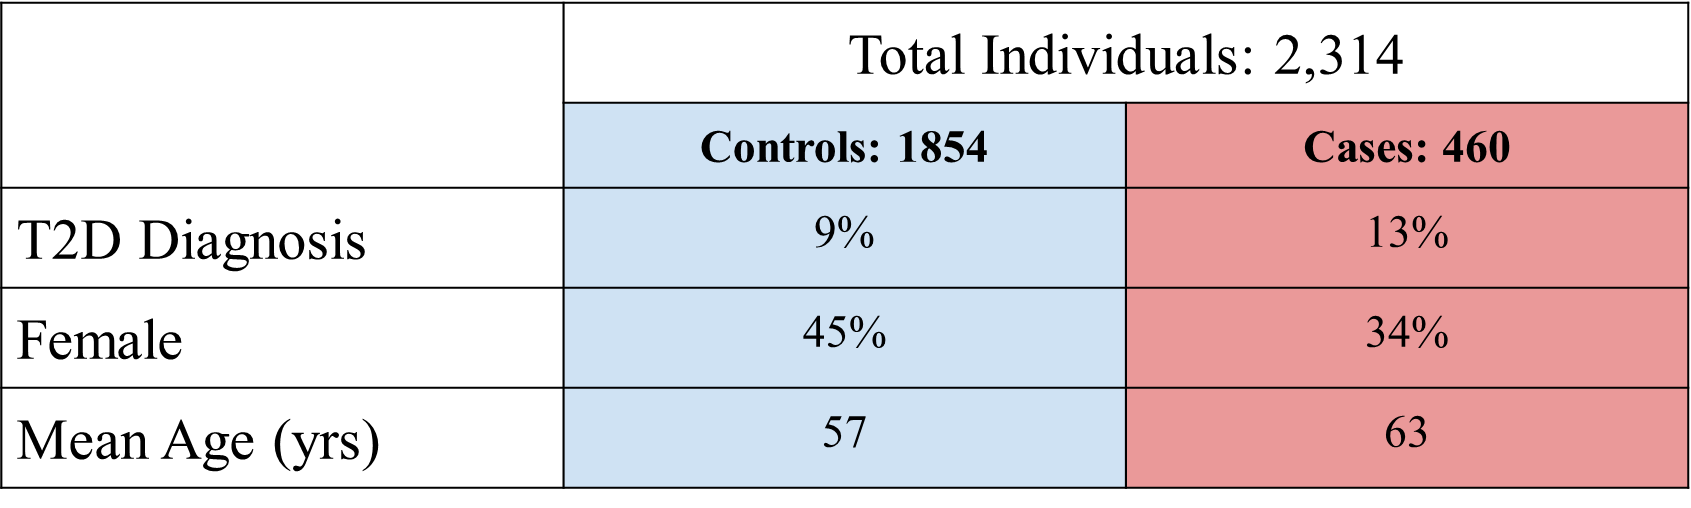 Total Individuals: 2,314
Controls: 1854 Cases: 460
T2D Diagnosis 9% 13%
Female 45% 34%
Mean Age (yrs) 57 63